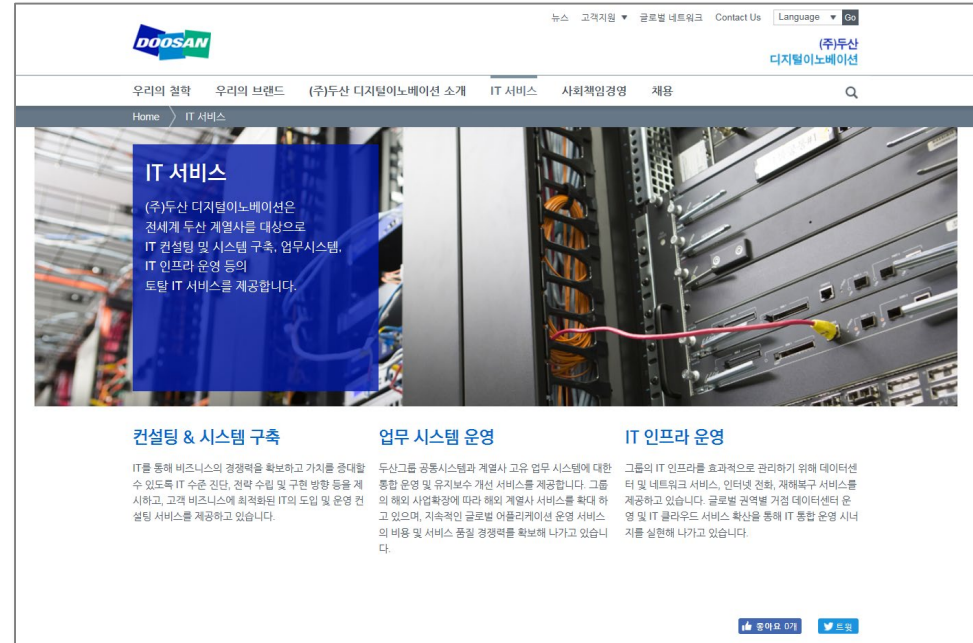 뉴스 고객지원 ▼ 글로벌 네트워크 Contact Us Language ▼ Go
DOOSAN
(주)두산
디지털이노베이션
우리의 철학 우리의 브랜드 (주)두산 디지털이노베이션 소개 IT 서비스 사회책임경영 채용
Home IT 서비스
IT 서비스
(주)두산 디지털이노베이션은
전세계 두산 계열사를 대상으로
IT 컨설팅 및 시스템 구축, 업무시스템,
IT 인프라 운영 등의
토탈 IT 서비스를 제공합니다.
컨설팅 & 시스템 구축
IT를 통해 비즈니스의 경쟁력을 확보하고 가치를 증대할
수 있도록 IT 수준 진단, 전략 수립 및 구현 방향 등을 제
시하고, 고객 비즈니스에 최적화된 IT의 도입 및 운영 컨
설팅 서비스를 제공하고 있습니다.
업무 시스템 운영
두산그룹 공통시스템과 계열사 고유 업무 시스템에 대한
통합 운영 및 유지보수 개선 서비스를 제공합니다. 그룹
의 해외 사업확장에 따라 해외 계열사 서비스를 확대 하
고 있으며, 지속적인 글로벌 어플리케이션 운영 서비스
의 비용 및 서비스 품질 경쟁력을 확보해 나가고 있습니
다.
IT 인프라 운영
그룹의 IT 인프라를 효과적으로 관리하기 위해 데이터센
터 및 네트워크 서비스, 인터넷 전화, 재해복구 서비스를
제공하고 있습니다. 글로벌 권역별 거점 데이터센터 운
영 및 IT 클라우드 서비스 확산을 통해 IT 통합 운영 시너
지를 실현해 나가고 있습니다.
좋아요 0개 트윗